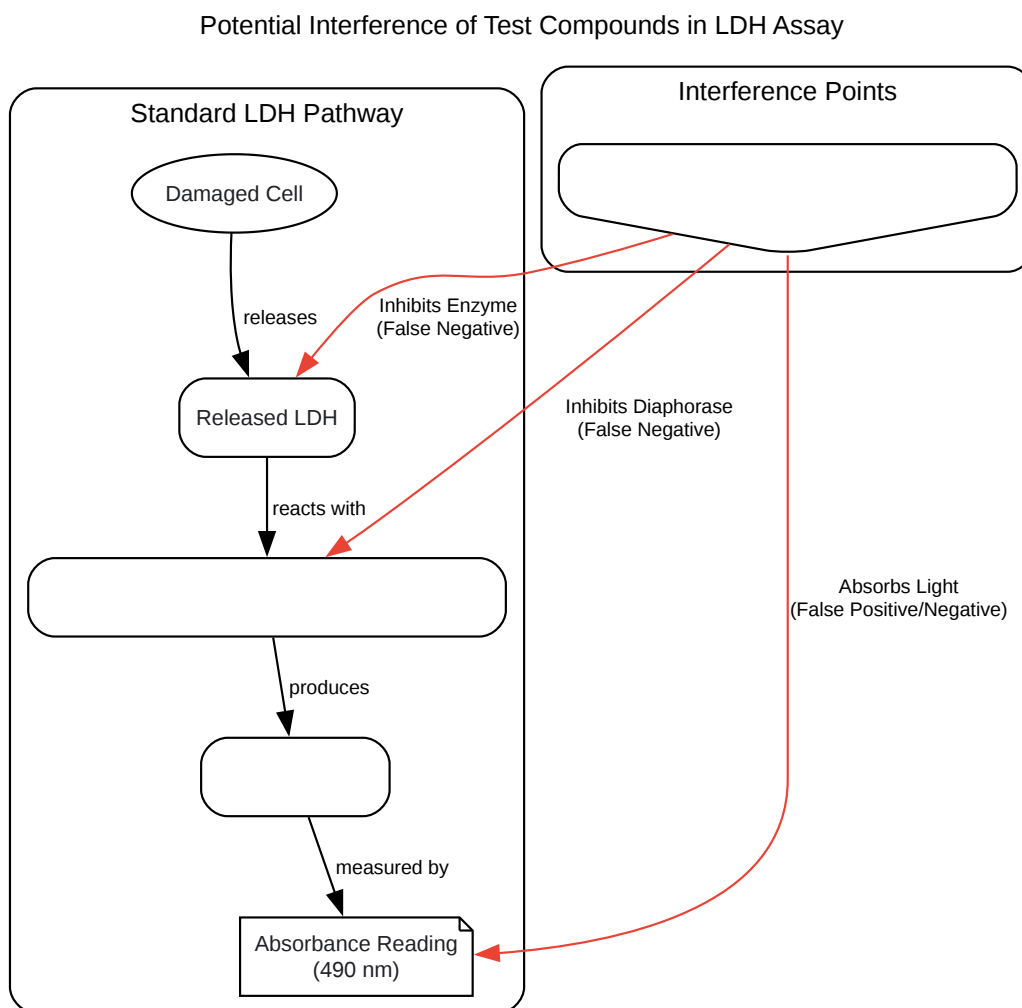 Potential Interference of Test Compounds in LDH Assay
Standard LDH Pathway
Damaged Cell
releases
Released LDH
reacts with
produces
measured by
Absorbance Reading
(490 nm)
Interference Points
Inhibits Enzyme
(False Negative)
Inhibits Diaphorase
(False Negative)
Absorbs Light
(False Positive/Negative)